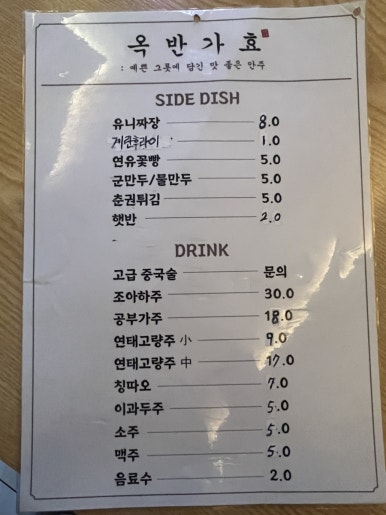 옥반가효
: 예쁜 그릇에 담긴 맛 좋은 안주
SIDE DISH
유니짜장 8.0
계란후라이 1.0
연유꽃빵 5.0
군만두/물만두 5.0
춘권튀김 5.0
햇반 2.0
DRINK
고급 중국술 문의
조아하주 30.0
공부가주 18.0
연태고량주 小 9.0
연태고량주 中 17.0
칭따오 7.0
이과두주 5.0
소주 5.0
맥주 5.0
음료수 2.0